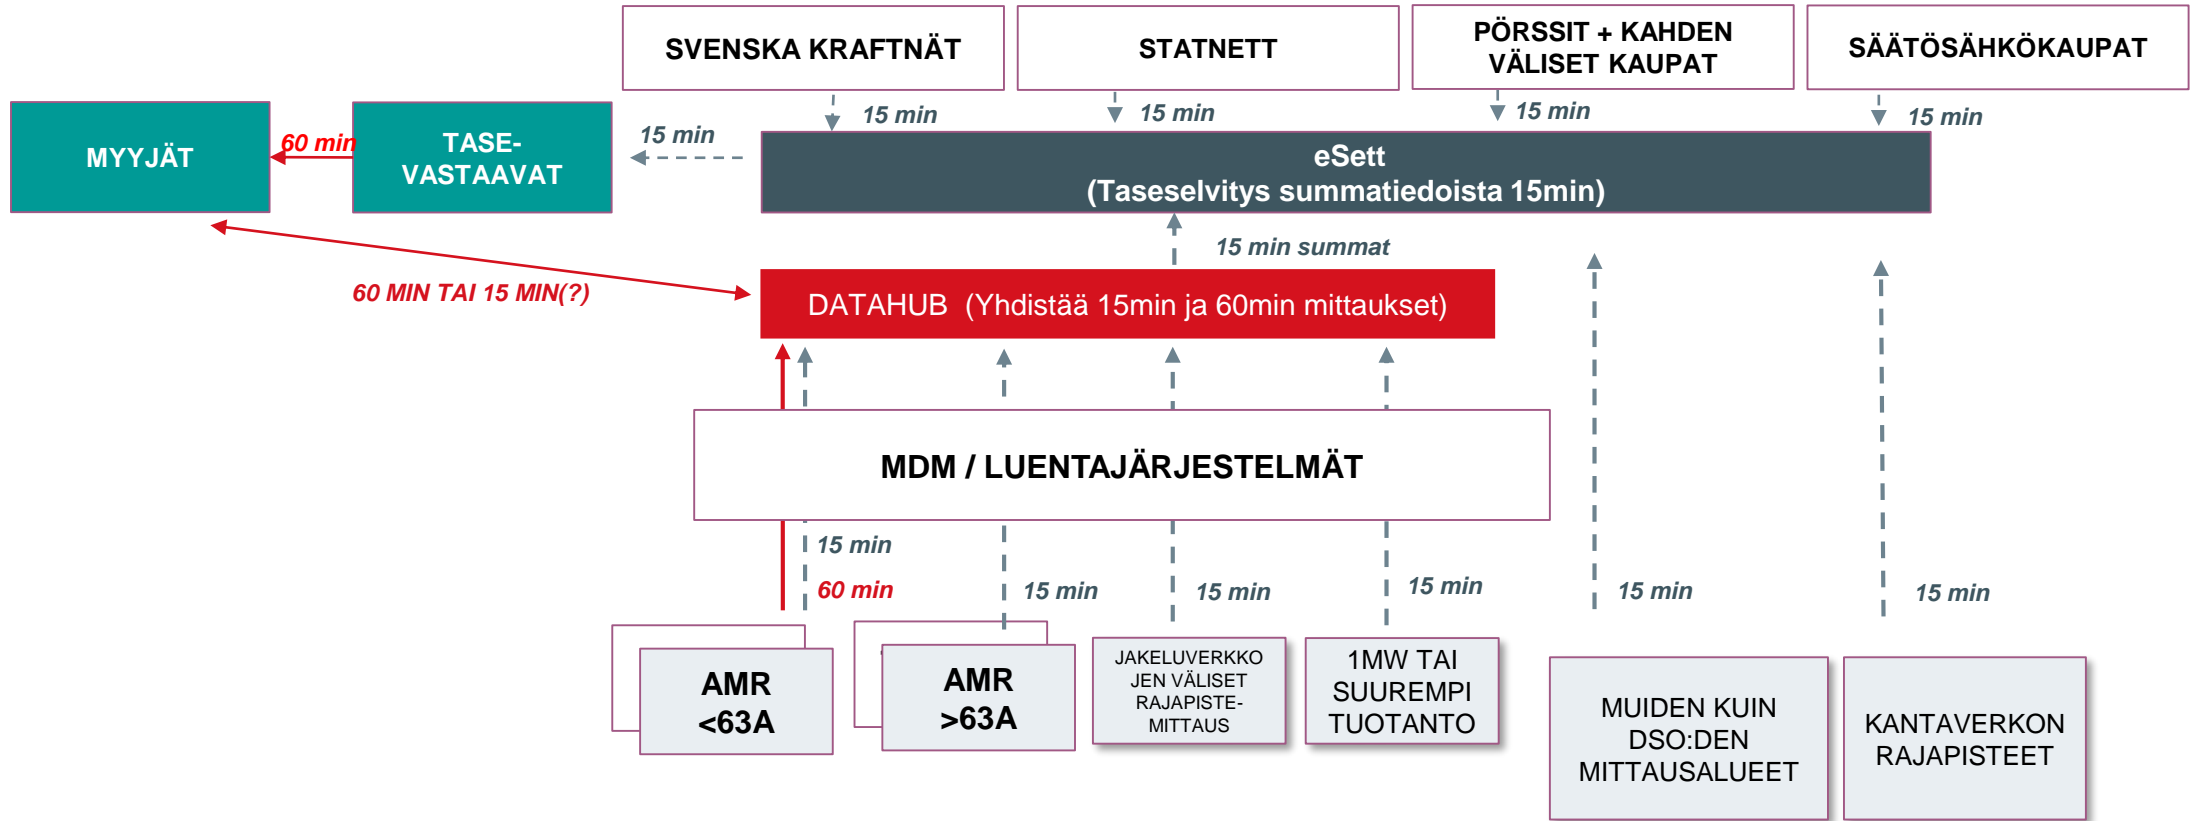 SVENSKA KRAFTNÄT
STATNETT
PÖRSSIT + KAHDEN
VÄLISET KAUPAT
SÄÄTÖSÄHKÖKAUPAT
15 min
15 min
15 min
15 min
MYYJÄT
60 min
TASE-
VASTAAVAT
15 min
eSett
(Taseselvitys summatiedoista 15min)
15 min summat
60 MIN TAI 15 MIN(?)
DATAHUB (Yhdistää 15min ja 60min mittaukset)
MDM / LUENTAJÄRJESTELMÄT
15 min
60 min
15 min
15 min
15 min
15 min
15 min
AMR
<63A
AMR
>63A
JAKELUVERKKO
JEN VÄLISET
RAJAPISTE-
MITTAUS
1MW TAI
SUUREMPI
TUOTANTO
MUIDEN KUIN
DSO:DEN
MITTAUSALUEET
KANTAVERKON
RAJAPISTEET